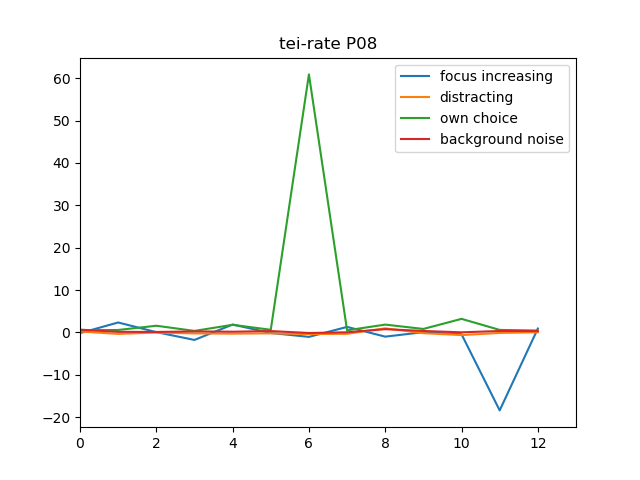 tei-rate P08
focus increasing
distracting
own choice
background noise
60
50
40
30
20
10
0
−10
−20
0 2 4 6 8 10 12